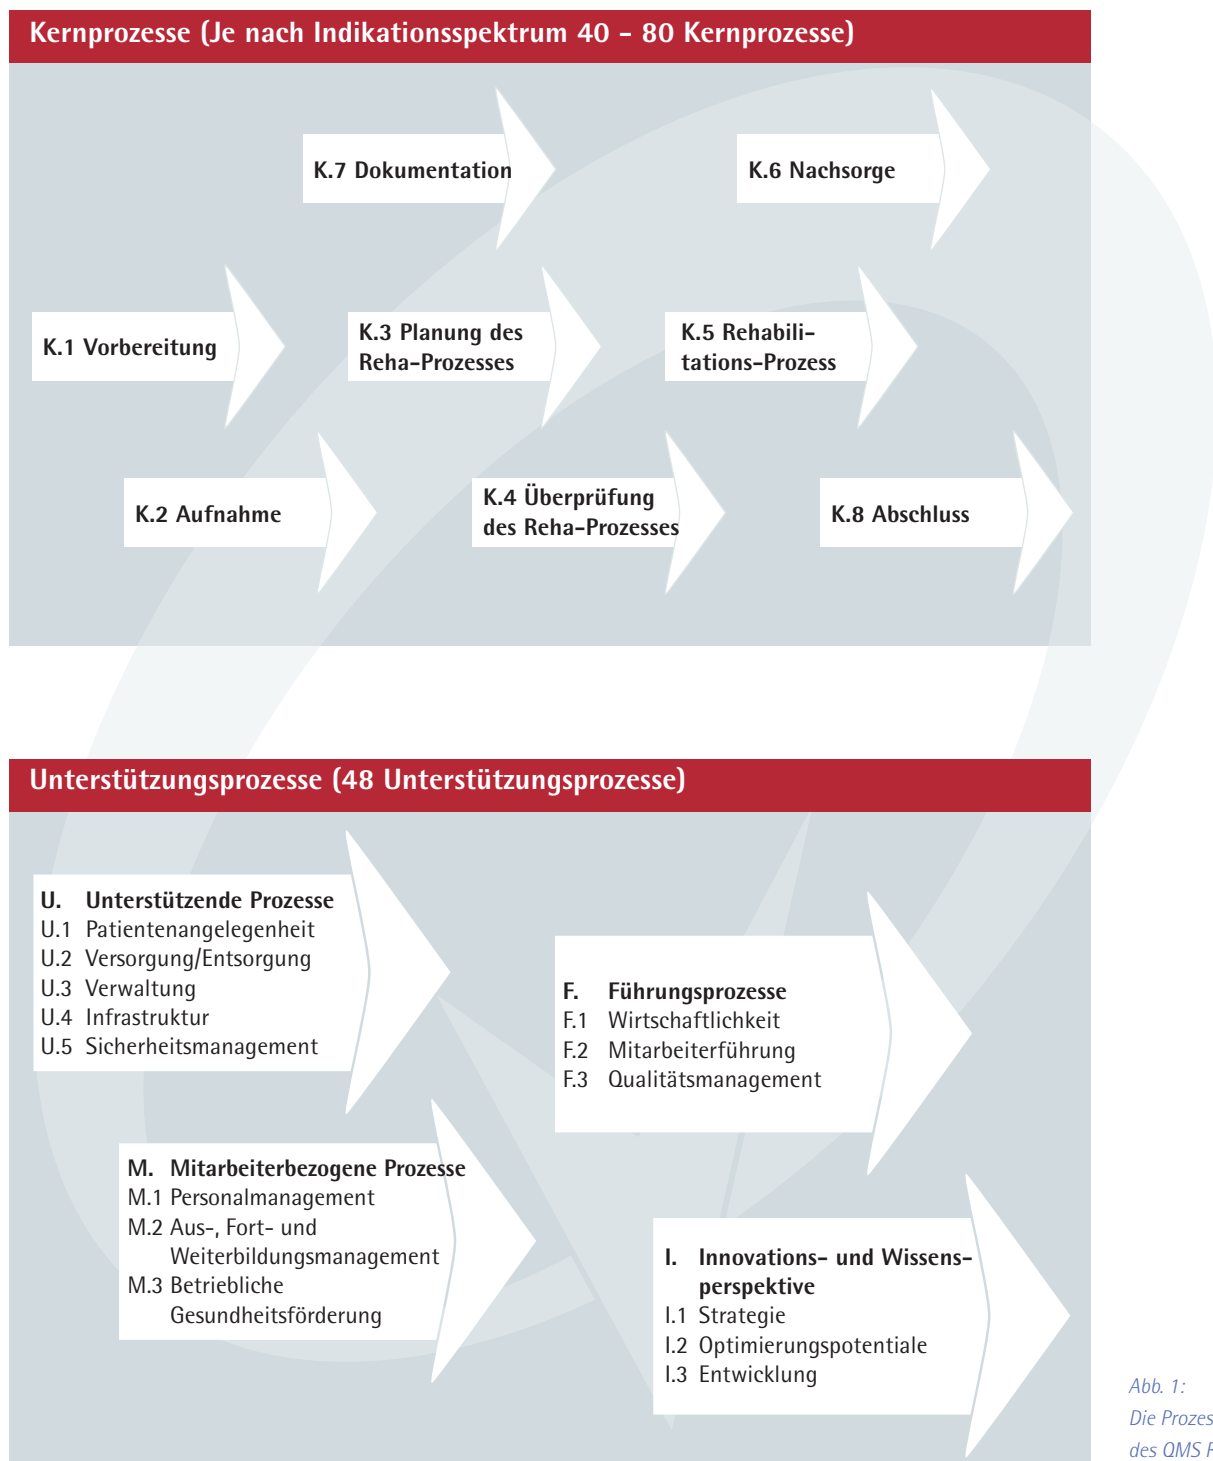 Kernprozesse (Je nach Indikationsspektrum 40 - 80 Kernprozesse)
K.7 Dokumentation
K.6 Nachsorge
K.1 Vorbereitung
K.3 Planung des
Reha-Prozesses
K.5 Rehabili-
tations-Prozess
K.2 Aufnahme
K.4 Überprüfung
des Reha-Prozesses
K.8 Abschluss
Unterstützungsprozesse (48 Unterstützungsprozesse)
U. Unterstützende Prozesse
U.1 Patientenangelegenheit
U.2 Versorgung/Entsorgung
U.3 Verwaltung
U.4 Infrastruktur
U.5 Sicherheitsmanagement
F. Führungsprozesse
F.1 Wirtschaftlichkeit
F.2 Mitarbeiterführung
F.3 Qualitätsmanagement
M. Mitarbeiterbezogene Prozesse
M.1 Personalmanagement
M.2 Aus-, Fort- und
Weiterbildungsmanagement
M.3 Betriebliche
Gesundheitsförderung
I. Innovations- und Wissens-
perspektive
I.1 Strategie
I.2 Optimierungspotentiale
I.3 Entwicklung
Abb. 1:
Die Prozes
des QMS